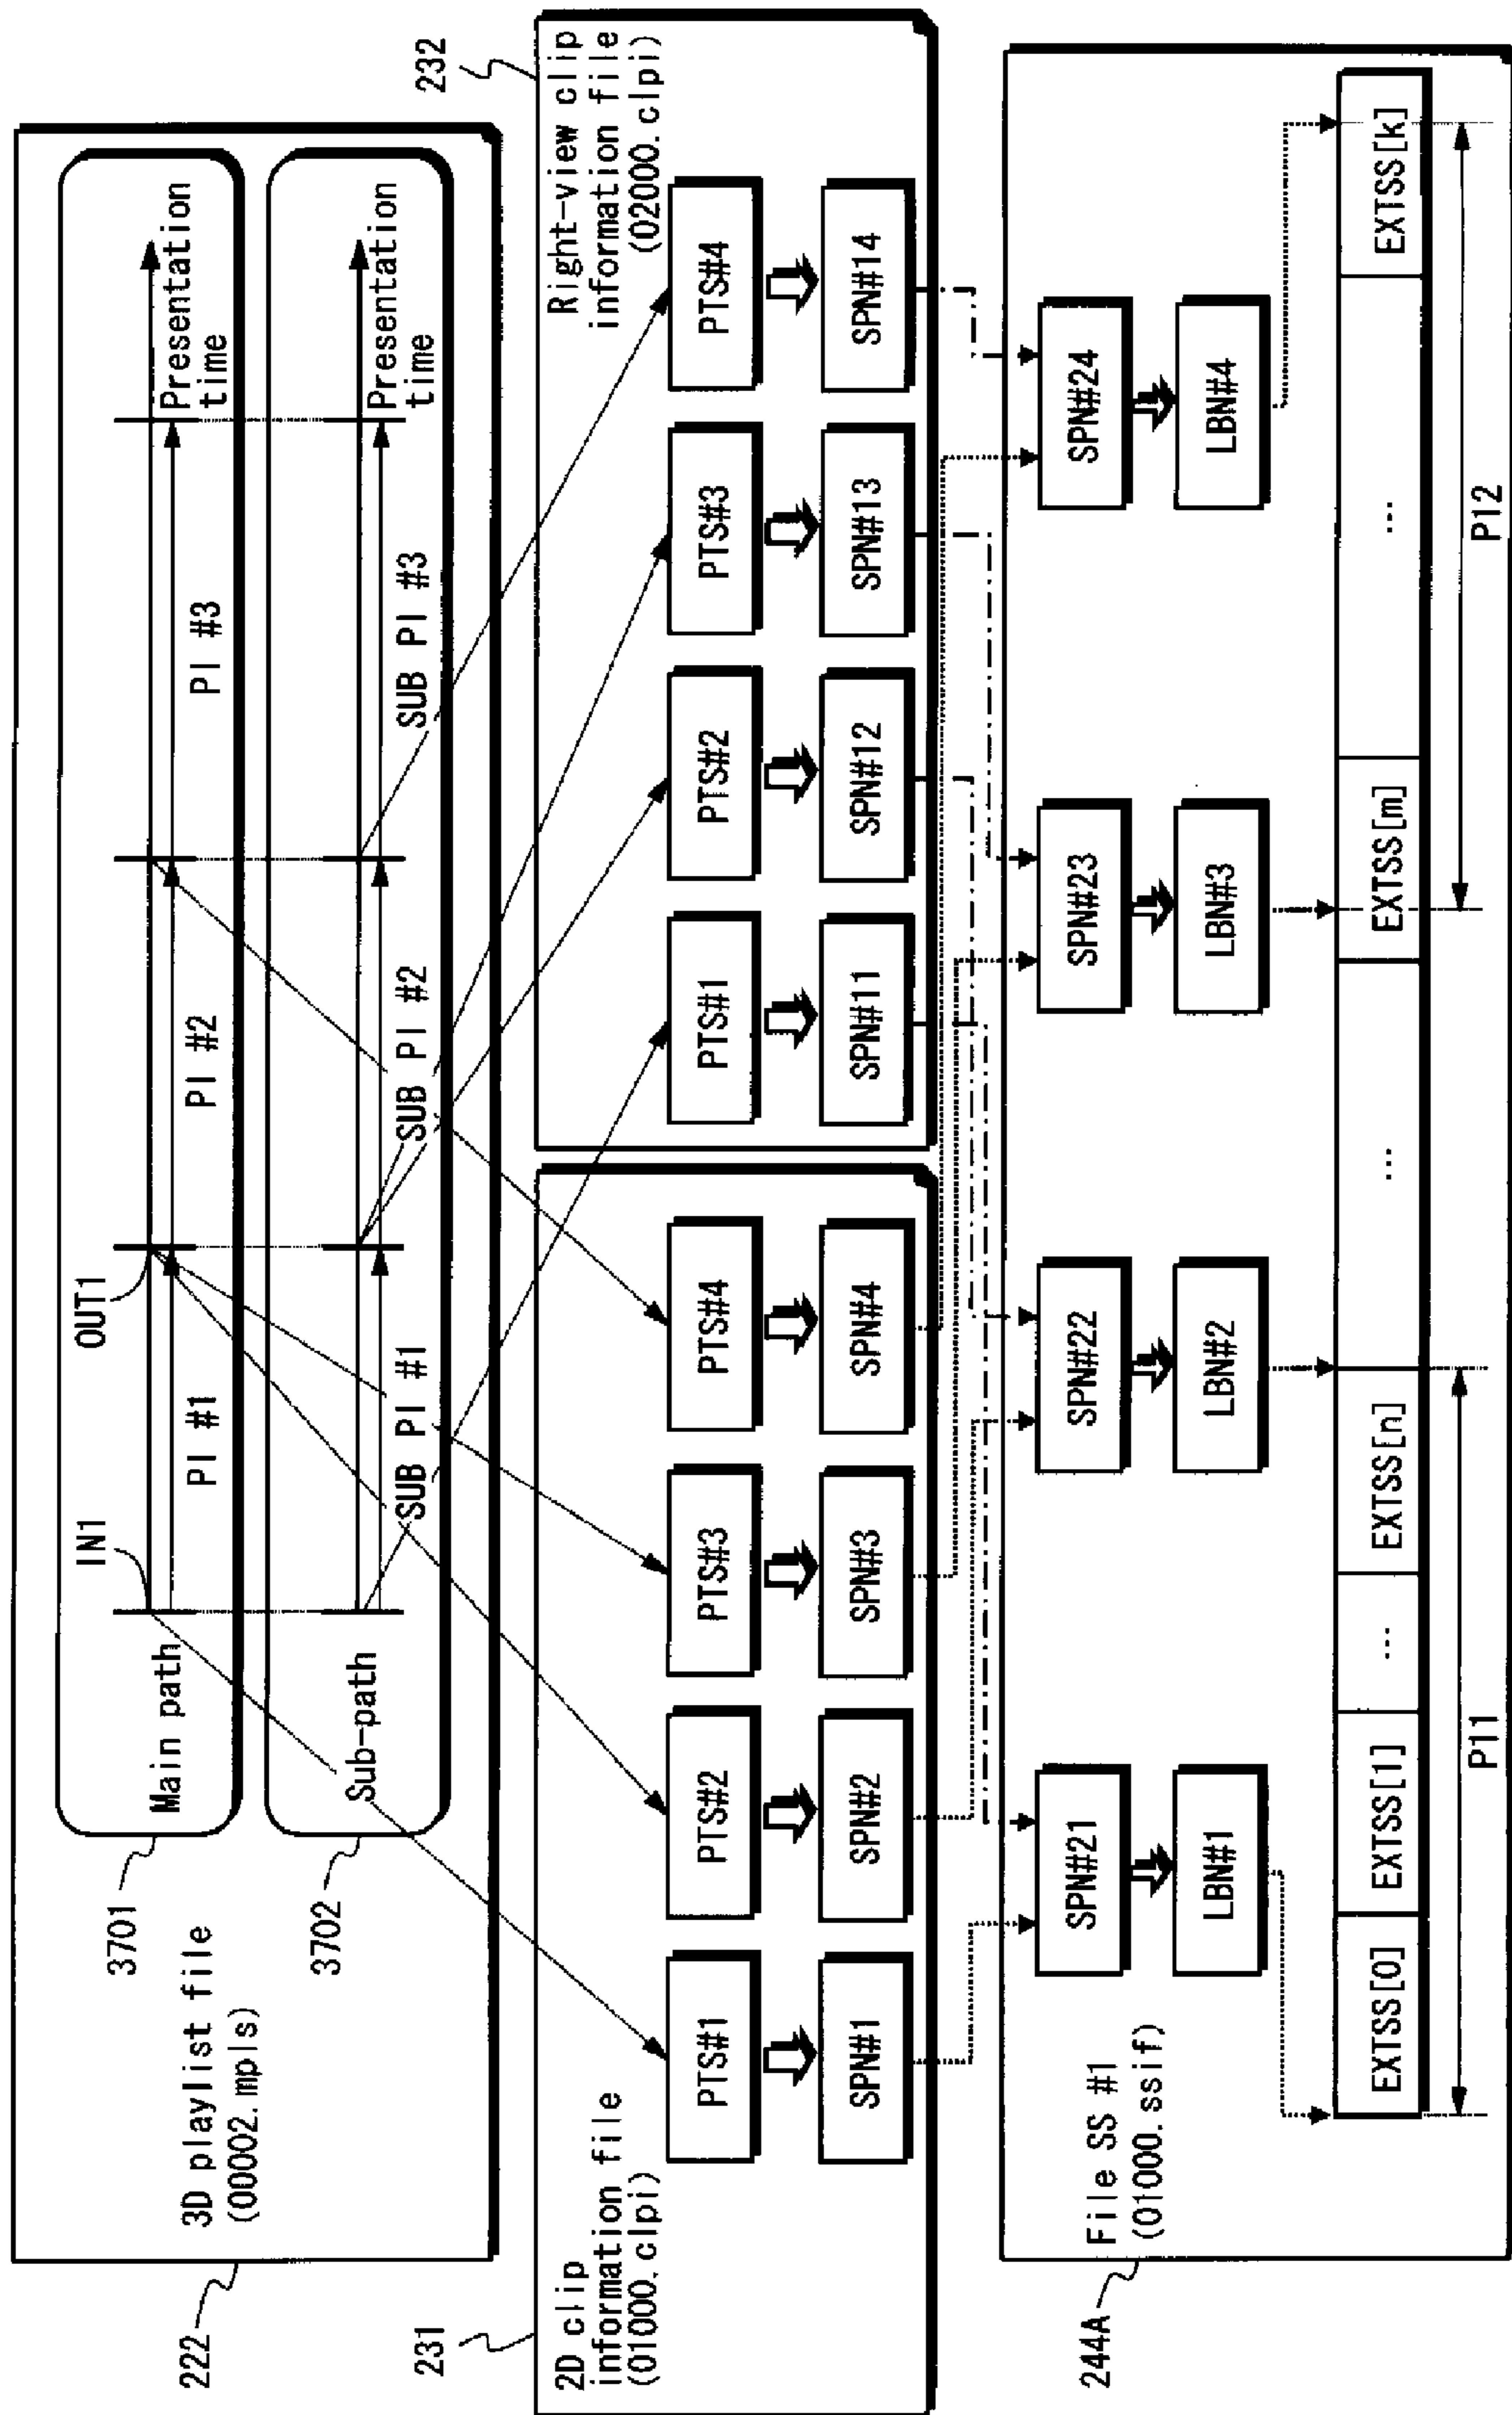 222
3D playlist file
(00002.mpls)
3701
Main path
IN1
OUT1
PI #1
PI #2
PI #3
Presentation
time
3702
Sub-path
SUB PI #1
SUB PI #2
SUB PI #3
Presentation
time
231
2D clip
information file
(01000.clpi)
PTS#1
PTS#2
PTS#3
PTS#4
SPN#1
SPN#2
SPN#3
SPN#4
232
Right-view clip
information file
(02000.clpi)
PTS#1
PTS#2
PTS#3
PTS#4
SPN#11
SPN#12
SPN#13
SPN#14
244A
File SS #1
(01000.ssif)
SPN#21
SPN#22
SPN#23
SPN#24
LBN#1
LBN#2
LBN#3
LBN#4
EXTSS[0]
EXTSS[1]
...
EXTSS[n]
...
EXTSS[m]
...
EXTSS[k]
P11
P12